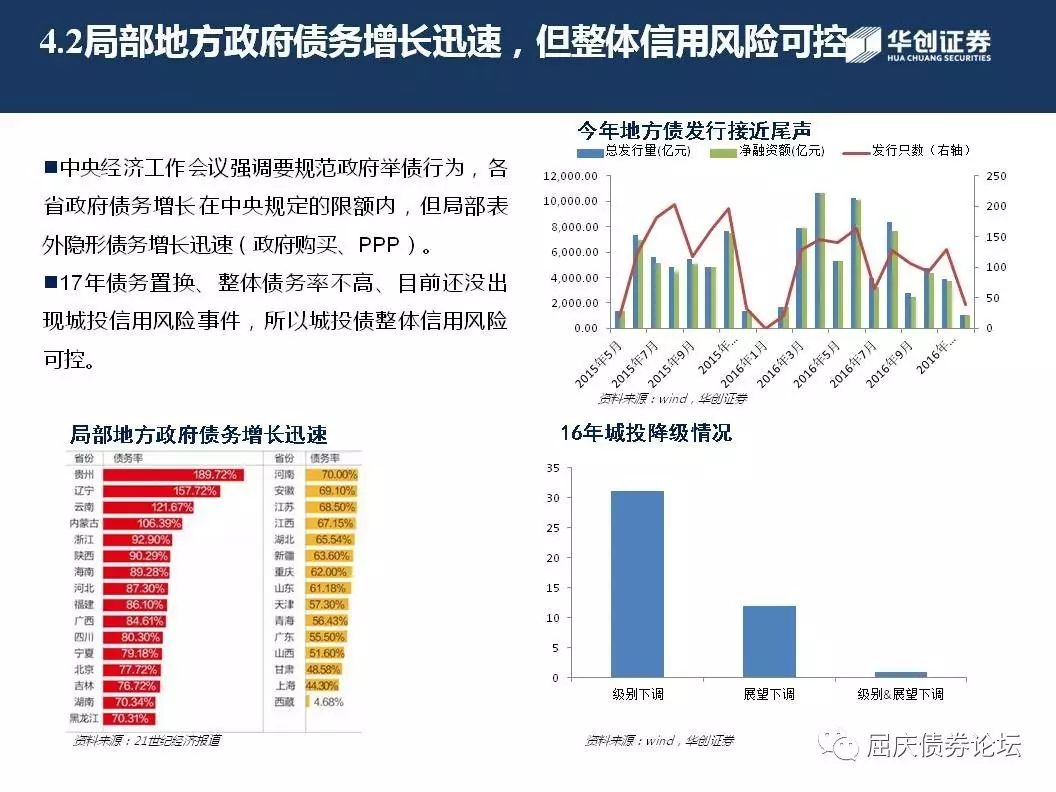 4.2局部地方政府债务增长迅速，但整体信用风险可控
华创证券
HUA CHUANG SECURITIES
■中央经济工作会议强调要规范政府举债行为，各
省政府债务增长在中央规定的限额内，但局部表
外隐形债务增长迅速（政府购买、PPP）。
■17年债务置换、整体债务率不高、目前还没出
现城投信用风险事件，所以城投债整体信用风险
可控。
今年地方债发行接近尾声
总发行量(亿元) 净融资额(亿元) 发行只数（右轴）
12,000.00 250
10,000.00 200
8,000.00 150
6,000.00 100
4,000.00 50
2,000.00 0
0.00
2015年5月 2015年7月 2015年9月 2015年… 2016年1月 2016年3月 2016年5月 2016年7月 2016年9月 2016年…
资料来源：wind，华创证券
局部地方政府债务增长迅速
省份 债务率 省份 债务率
贵州 189.72% 河南 70.00%
辽宁 157.72% 安徽 69.10%
云南 121.67% 江苏 68.50%
内蒙古 106.39% 江西 67.15%
浙江 92.90% 湖北 65.54%
陕西 90.29% 新疆 63.60%
海南 89.28% 重庆 62.00%
河北 87.30% 山东 61.18%
福建 86.10% 天津 57.30%
广西 84.61% 青海 56.43%
四川 80.30% 广东 55.50%
宁夏 79.18% 山西 51.60%
北京 77.72% 甘肃 48.58%
吉林 76.72% 上海 44.30%
湖南 70.34% 西藏 4.68%
黑龙江 70.31%
资料来源：21世纪经济报道
16年城投降级情况
35
30
25
20
15
10
5
0
级别下调 展望下调 级别&展望下调
资料来源：wind，华创证券
屈庆债券论坛